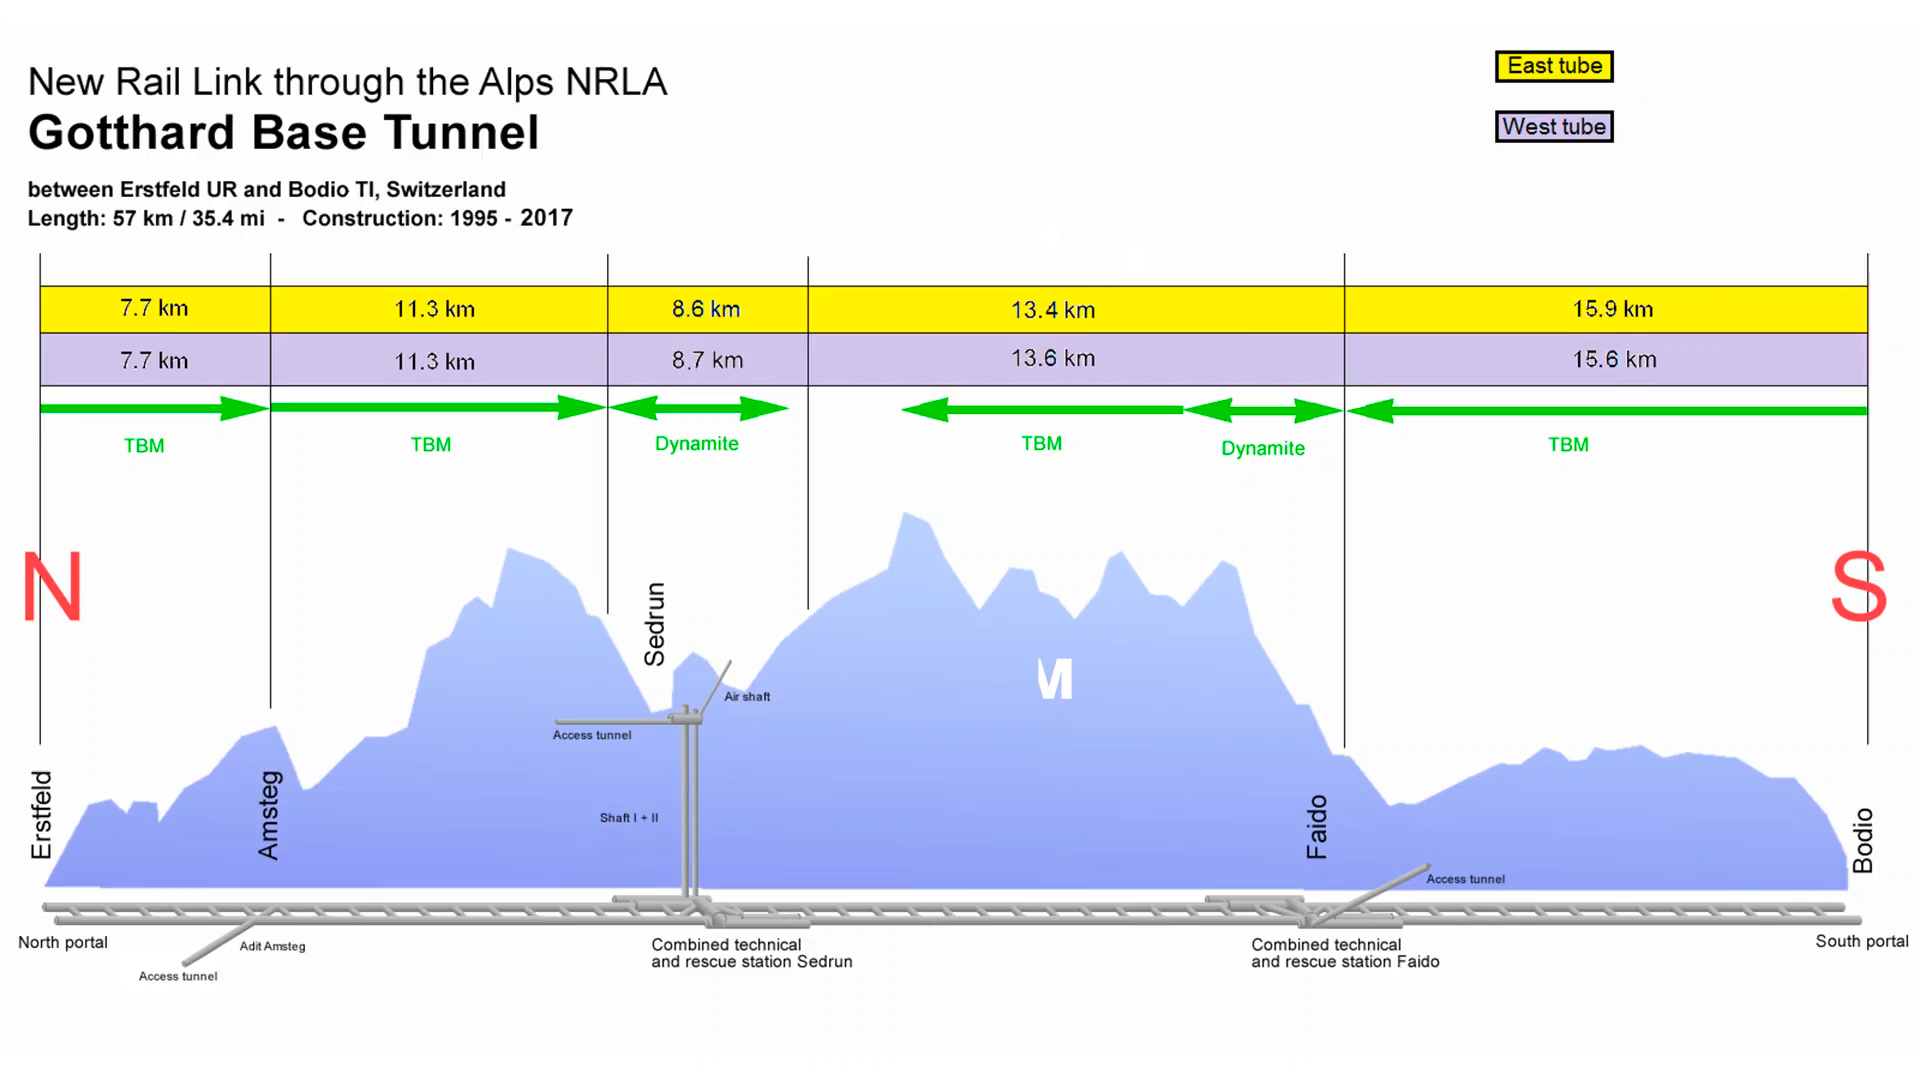 New Rail Link through the Alps NRLA
Gotthard Base Tunnel
between Erstfeld UR and Bodio TI, Switzerland
Length: 57 km / 35.4 mi - Construction: 1995 - 2017
East tube
West tube
7.7 km 11.3 km 8.6 km 13.4 km 15.9 km
7.7 km 11.3 km 8.7 km 13.6 km 15.6 km
TBM TBM Dynamite TBM Dynamite TBM
N
S
Sedrun
M
Air shaft
Access tunnel
Shaft I + II
Erstfeld
Amsteg
Faido
Bodio
Access tunnel
North portal
Adit Amsteg
Access tunnel
Combined technical
and rescue station Sedrun
Combined technical
and rescue station Faido
South portal